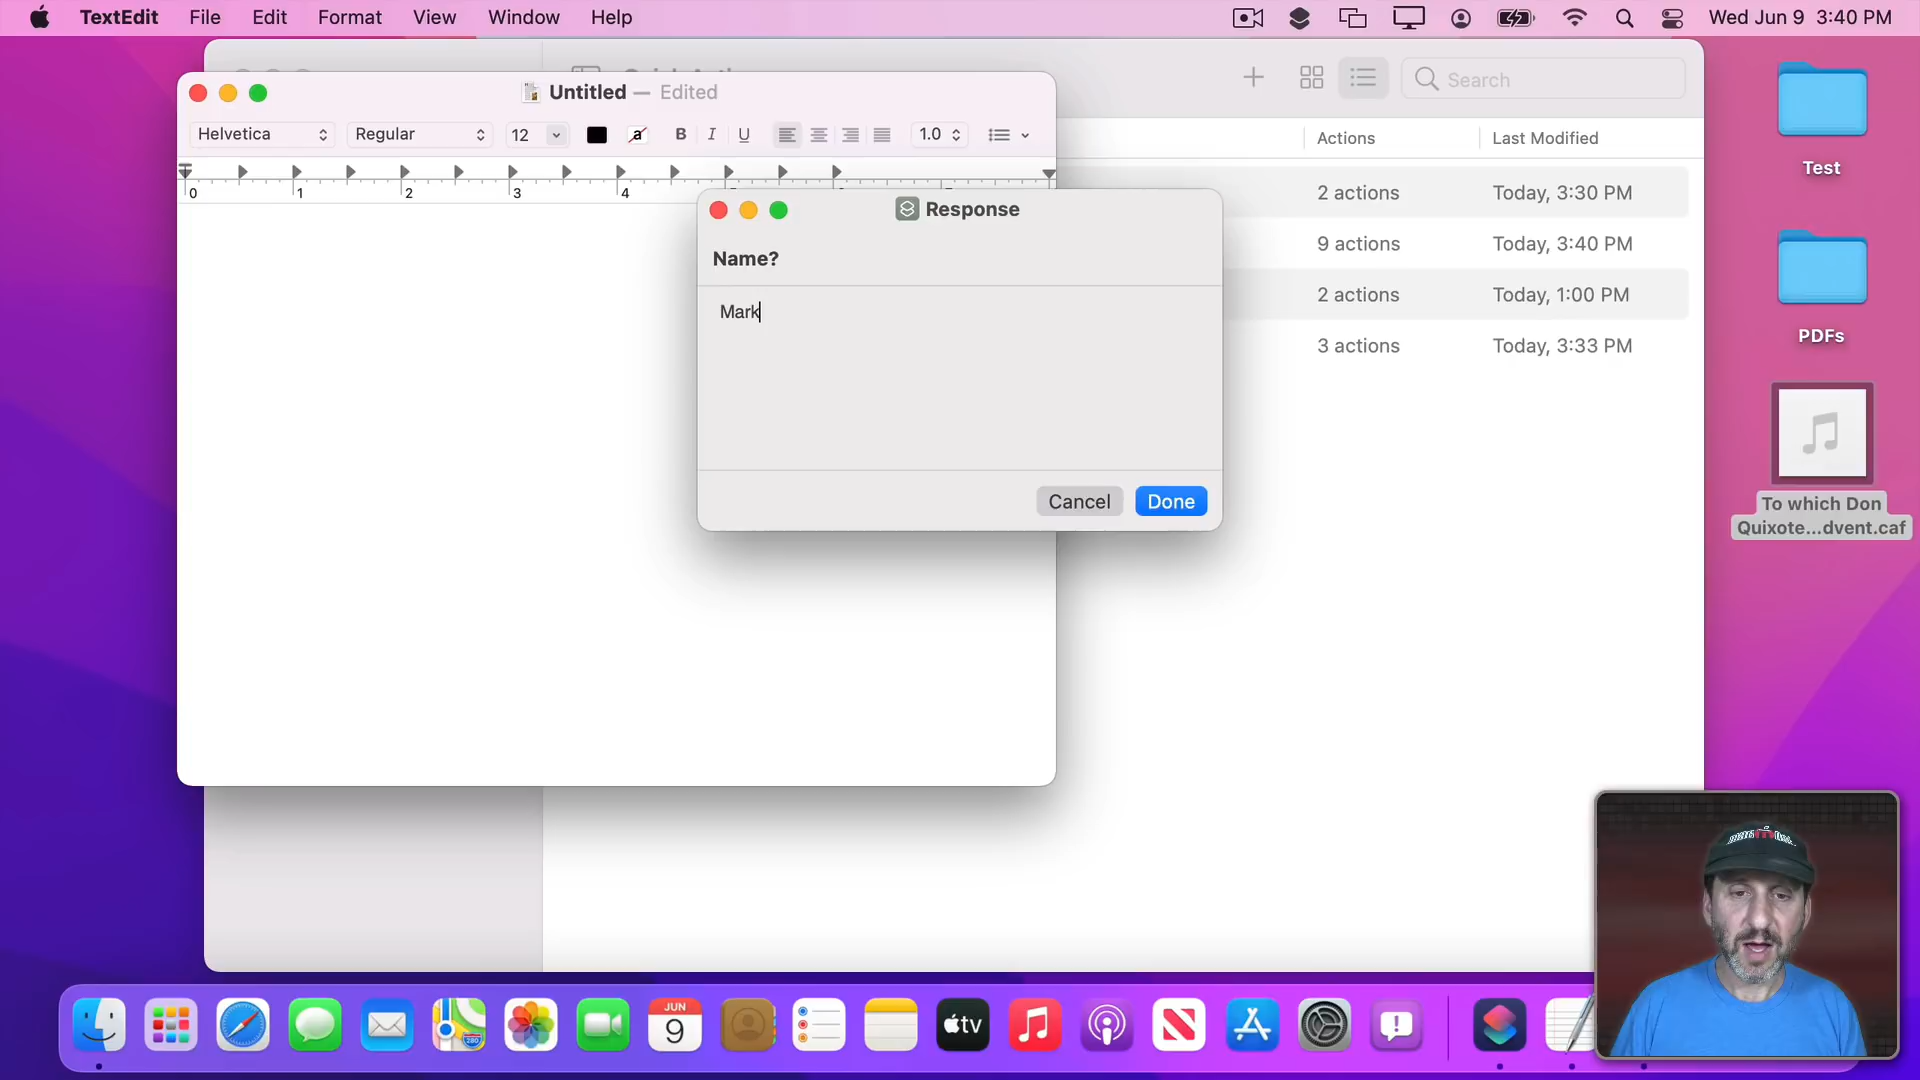 TextEdit File Edit Format View Window Help Wed Jun 9 3:40 PM
Untitled — Edited
Search
Helvetica Regular 12 a B I U 1.0
Actions Last Modified
0 1 2 3 4
2 actions Today, 3:30 PM
Response
Name?
9 actions Today, 3:40 PM
Mark
2 actions Today, 1:00 PM
3 actions Today, 3:33 PM
Cancel Done
Test
PDFs
To which Don
Quixote...dvent.caf
JUN
9
280
tv